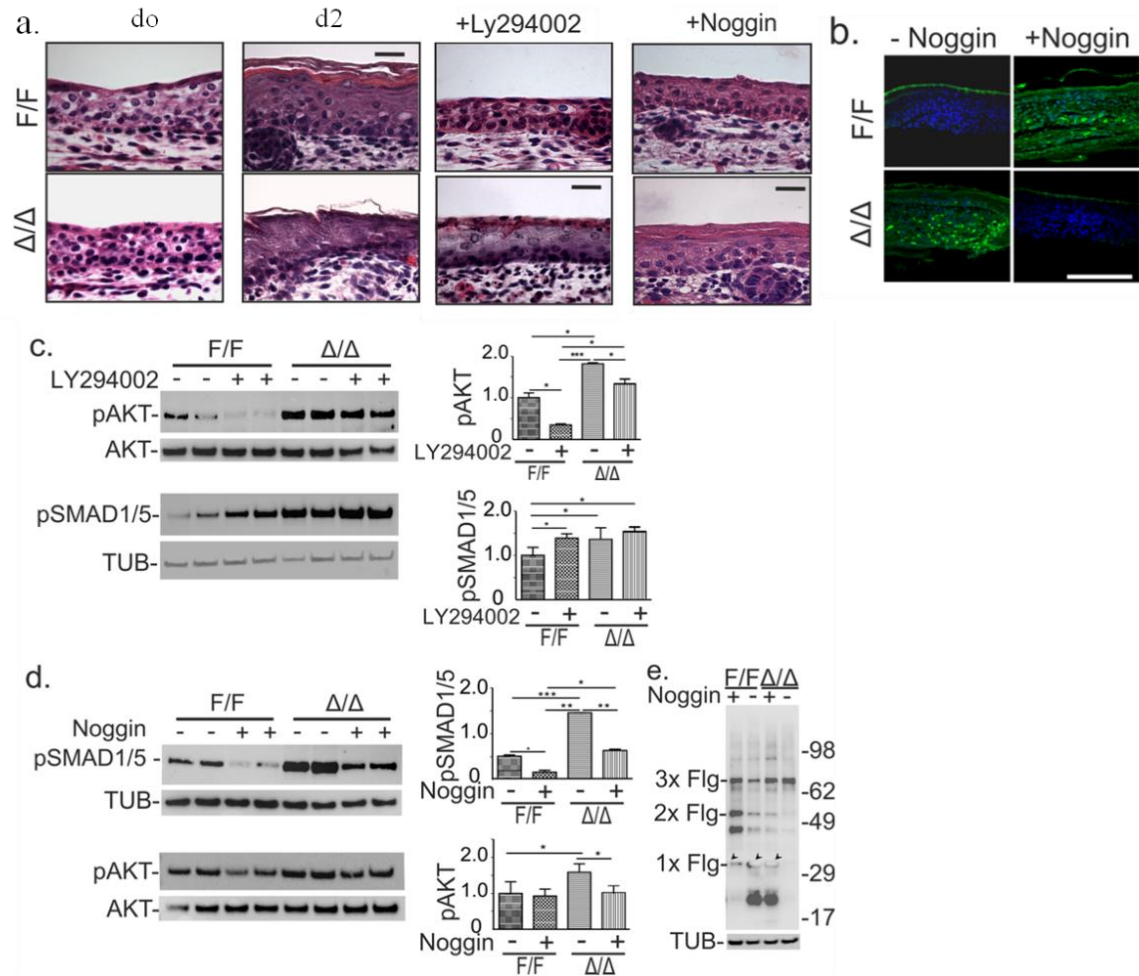 a.
do
d2
+Ly294002
+Noggin
F/F
Δ/Δ
b.
- Noggin
+Noggin
F/F
Δ/Δ
c.
F/F
Δ/Δ
LY294002
- - + + - - + +
pAKT-
AKT-
pSMAD1/5-
TUB-
pAKT
2.0
1.0
0
*
* *
*** *
LY294002
- + - +
F/F
Δ/Δ
pSMAD1/5
2.0
1.0
0
*
*
*
LY294002
- + - +
F/F
Δ/Δ
d.
F/F
Δ/Δ
Noggin
- - + + - - + +
pSMAD1/5 -
TUB-
pAKT-
AKT-
pSMAD1/5
2.0
1.0
0
*
***
** **
*
Noggin
- + - +
F/F
Δ/Δ
pAKT
2.0
1.0
0
* *
Noggin
- + - +
F/F
Δ/Δ
e.
F/F Δ/Δ
Noggin
+ - + -
-98
3x Flg-
-62
2x Flg-
-49
1x Flg-
-29
-17
TUB-